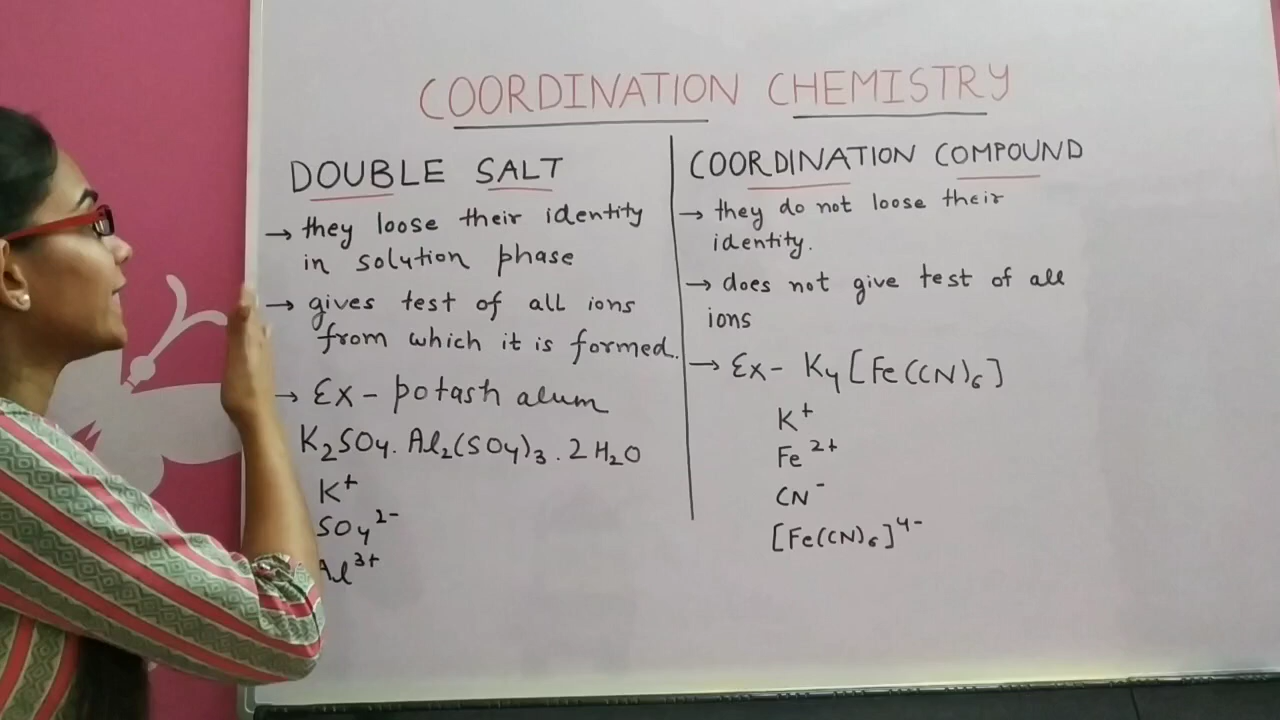 COORDINATION CHEMISTRY
DOUBLE SALT
→ they loose their identity
in solution phase
→ gives test of all ions
from which it is formed.
→ Ex - potash alum
K₂SO₄. Al₂(SO₄)₃ . 2H₂O
K⁺
SO₄²⁻
Al³⁺
COORDINATION COMPOUND
→ they do not loose their
identity.
→ does not give test of all
ions
→ Ex - K₄[Fe(CN)₆]
K⁺
Fe²⁺
CN⁻
[Fe(CN)₆]⁴⁻